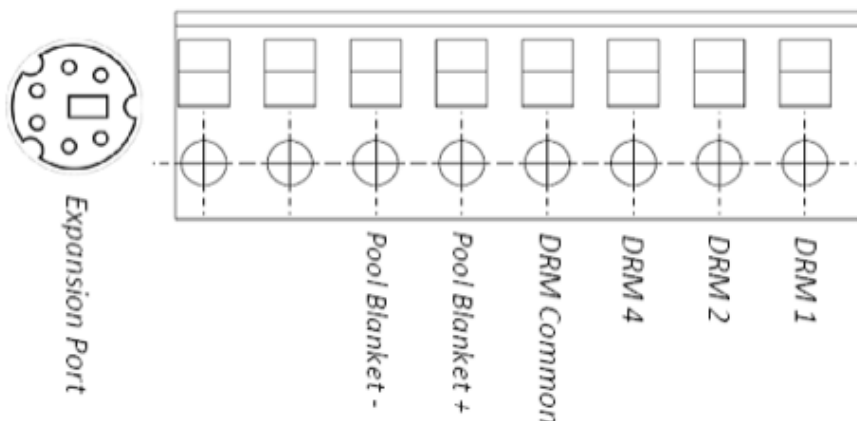 Expansion Port
Pool Blanket -
Pool Blanket +
DRM Common
DRM 4
DRM 2
DRM 1